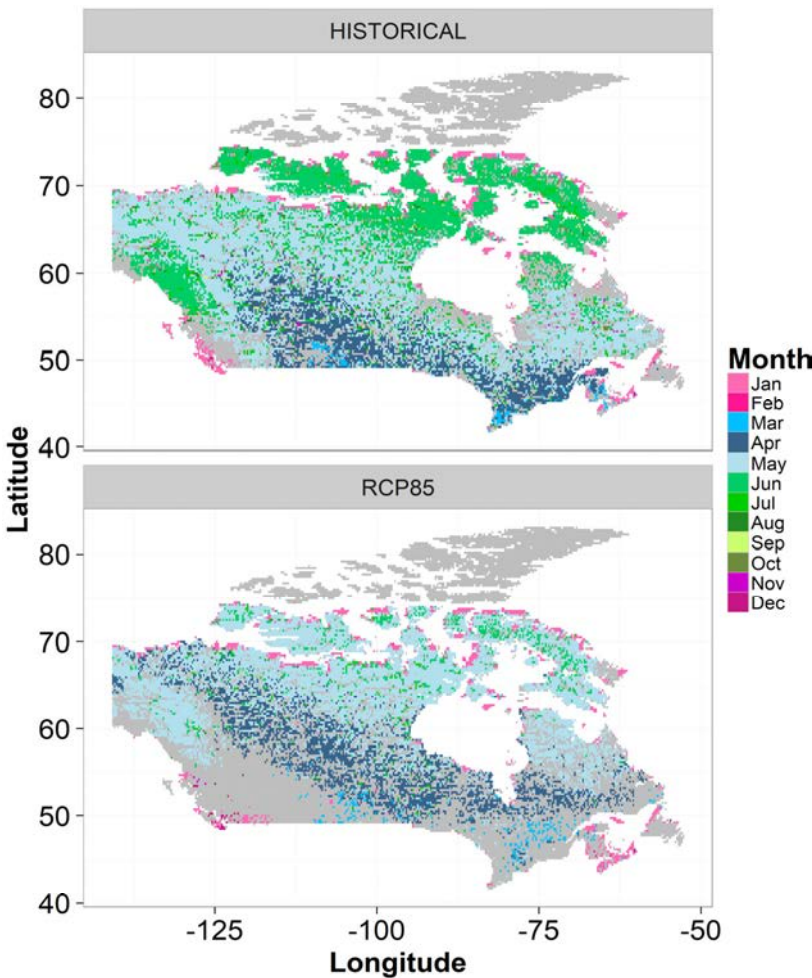 HISTORICAL
80
70
60
50
40
RCP85
80
70
60
50
40
-125 -100 -75 -50
Longitude
Latitude
Month
Jan
Feb
Mar
Apr
May
Jun
Jul
Aug
Sep
Oct
Nov
Dec